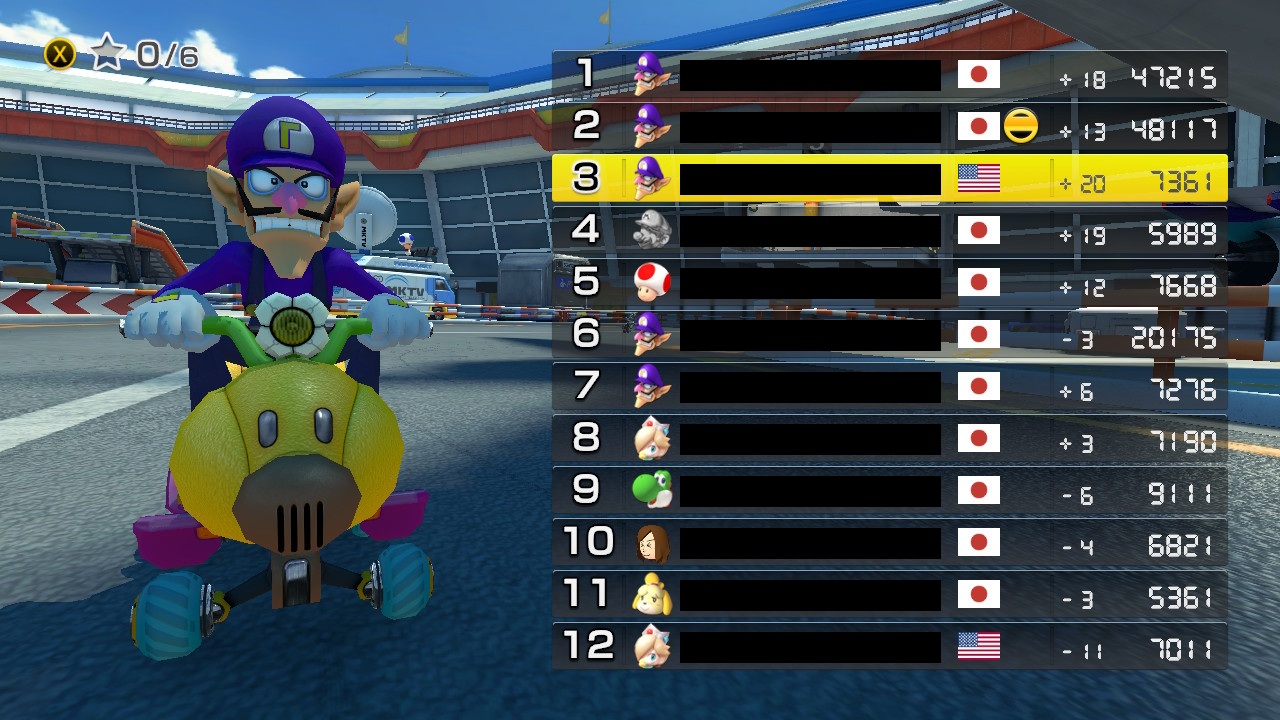 X 0/6
1 + 18 47215
2 + 13 48117
3 + 20 7361
4 + 19 5989
5 + 12 7668
6 - 3 20175
7 + 6 7276
8 + 3 7190
9 - 6 9111
10 - 4 6821
11 - 3 5361
12 - 11 7011
MKTV
MKTV